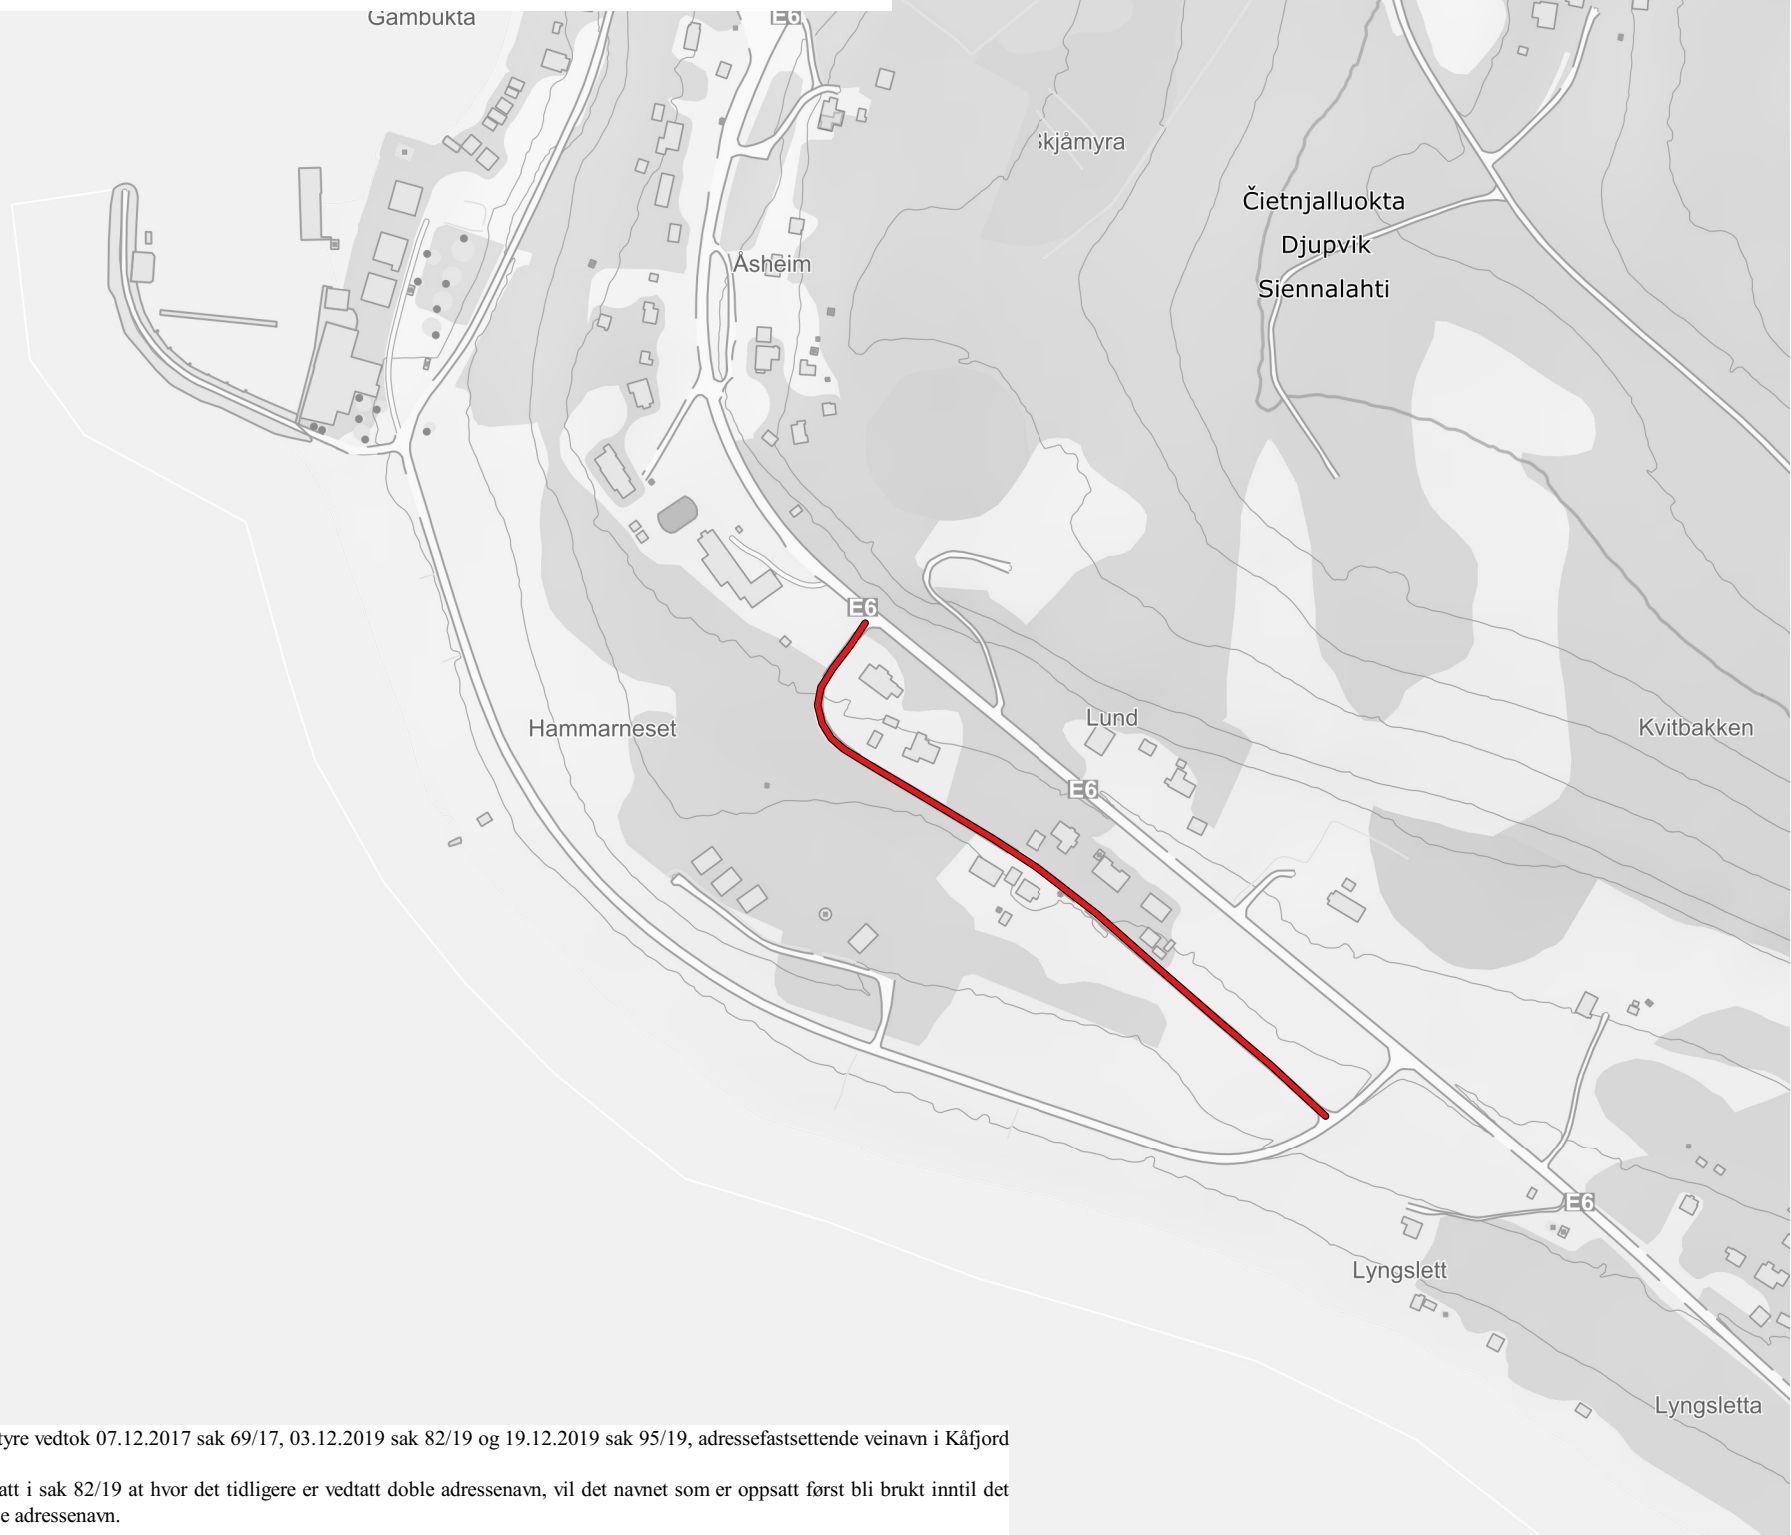 Gambukta
E6
Skjåmyra
Čietnjalluokta
Djupvik
Siennalahti
Åsheim
E6
Hammarneset
Lund
Kvitbakken
E6
E6
Lyngslett
Lyngsletta
tyre vedtok 07.12.2017 sak 69/17, 03.12.2019 sak 82/19 og 19.12.2019 sak 95/19, adressefastsettende veinavn i Kåfjord
att i sak 82/19 at hvor det tidligere er vedtatt doble adressenavn, vil det navnet som er oppsatt først bli brukt inntil det
e adressenavn.